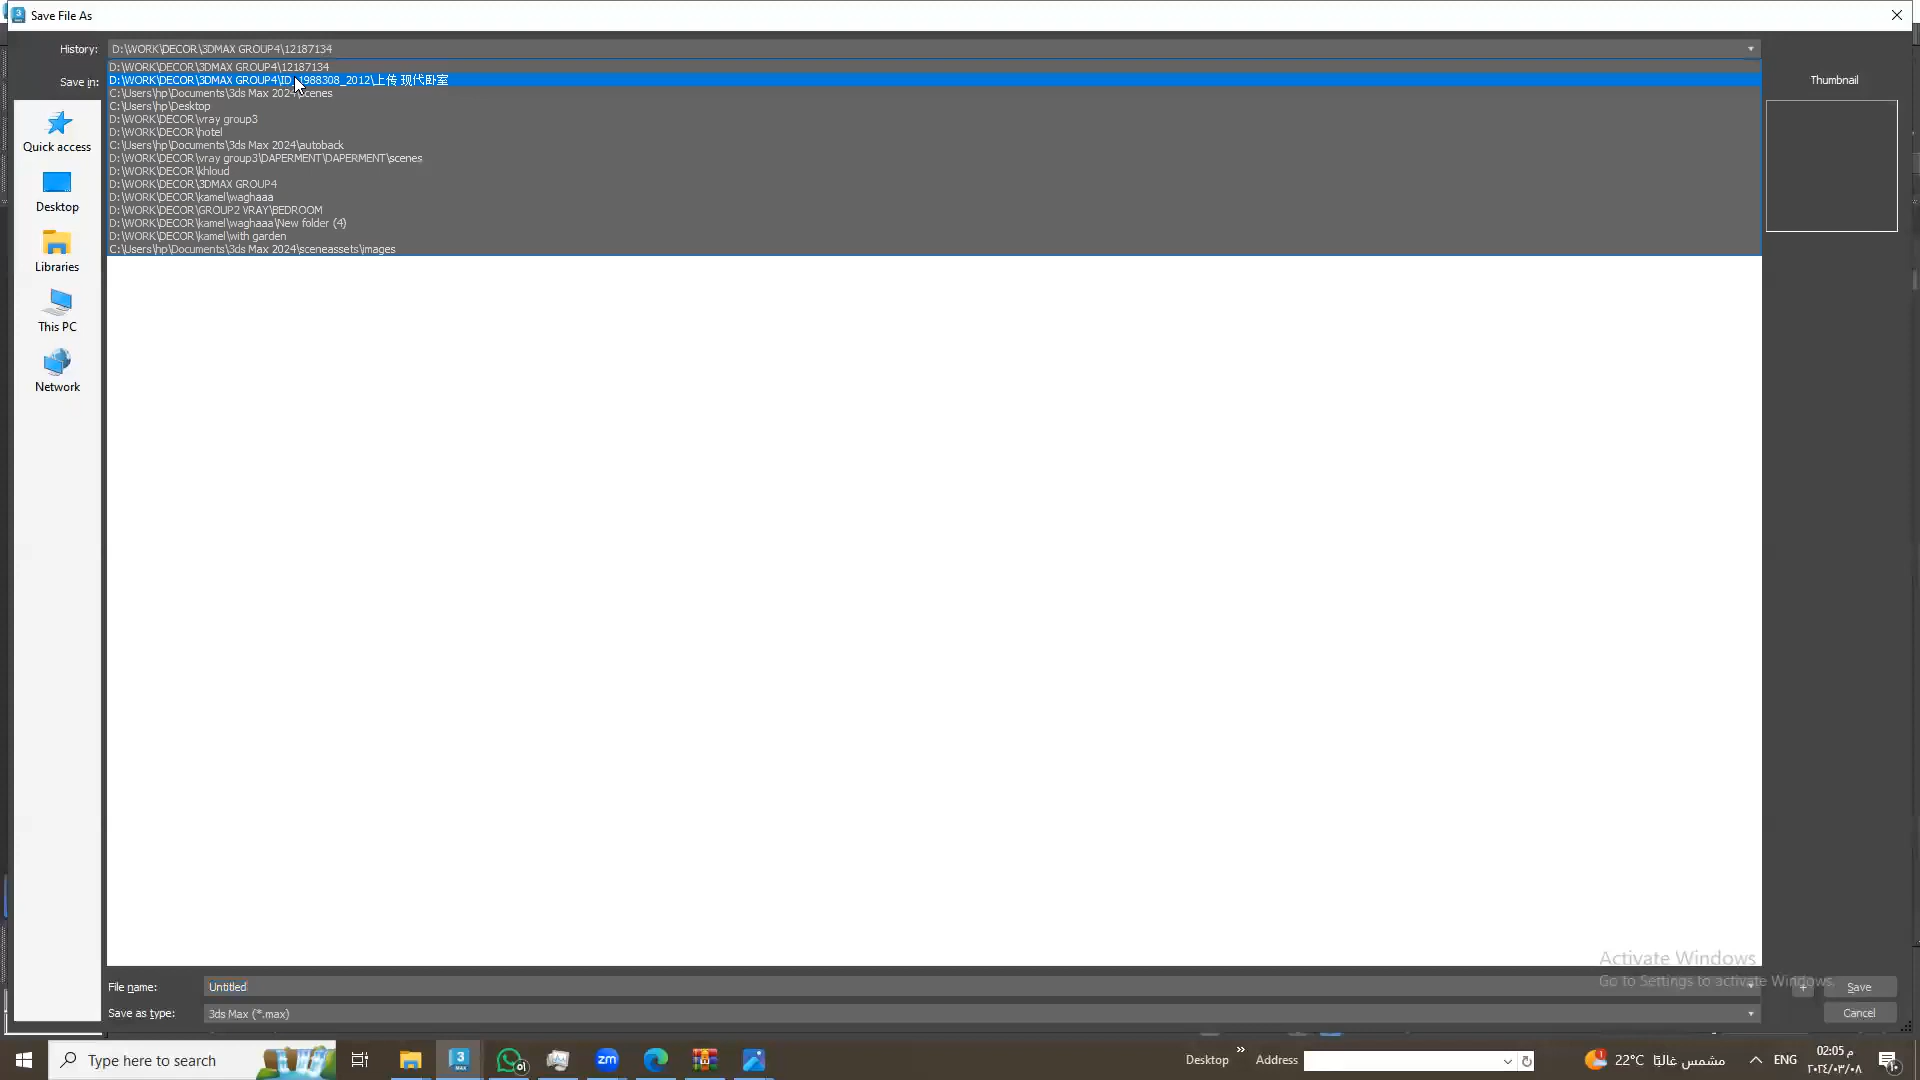 Save File As
History: D:\WORK\DECOR\3DMAX GROUP4\12187134
D:\WORK\DECOR\3DMAX GROUP4\12187134
Save in: D:\WORK\DECOR\3DMAX GROUP4\ID_1988308_2012\上传 现代卧室
Thumbnail
C:\Users\hp\Documents\3ds Max 2024\scenes
C:\Users\hp\Desktop
D:\WORK\DECOR\vray group3
D:\WORK\DECOR\hotel
C:\Users\hp\Documents\3ds Max 2024\autoback
D:\WORK\DECOR\vray group3\DAPERMENT\DAPERMENT\scenes
D:\WORK\DECOR\khloud
D:\WORK\DECOR\3DMAX GROUP4
D:\WORK\DECOR\kamel\waghaaa
D:\WORK\DECOR\GROUP2 VRAY\BEDROOM
D:\WORK\DECOR\kamel\waghaaa\New folder (4)
D:\WORK\DECOR\kamel\with garden
C:\Users\hp\Documents\3ds Max 2024\sceneassets\images
Quick access
Desktop
Libraries
This PC
Network
Activate Windows
Go to Settings to activate Windows.
File name: Untitled
+ Save
Save as type: 3ds Max (*.max)
Cancel
Type here to search
3
MAX
zm
Desktop
»
Address
22°C مشمس غالبًا
ENG
02:05 م
٢٠٢٤/٠٣/٠٨